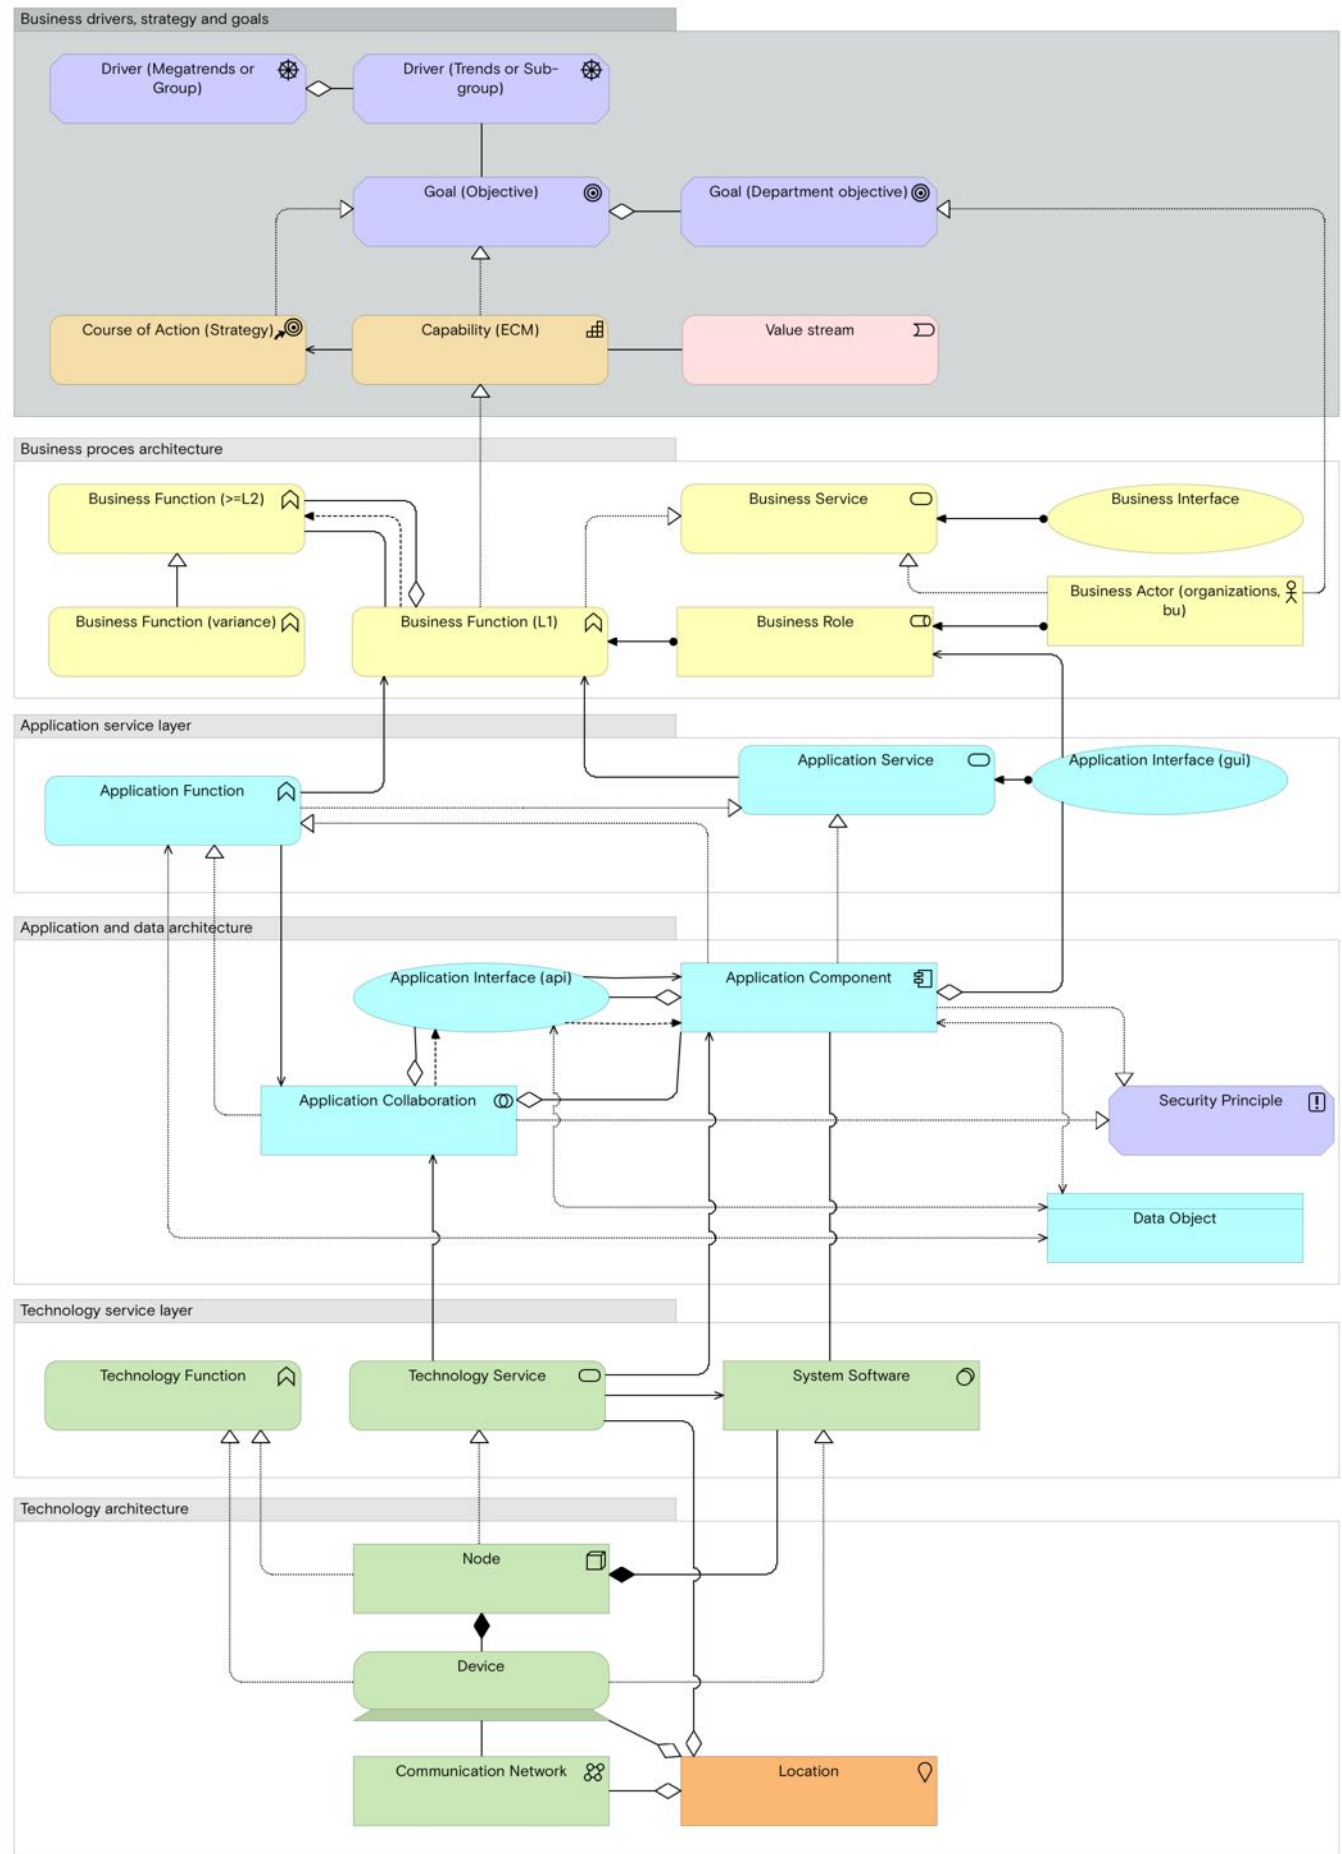 Business drivers, strategy and goals
Driver (Megatrends or
Group)
Driver (Trends or Sub-
group)
Goal (Objective)
Goal (Department objective)
Course of Action (Strategy)
Capability (ECM)
Value stream
Business proces architecture
Business Function (>=L2)
Business Service
Business Interface
Business Function (variance)
Business Function (L1)
Business Role
Business Actor (organizations,
bu)
Application service layer
Application Function
Application Service
Application Interface (gui)
Application and data architecture
Application Interface (api)
Application Component
Application Collaboration
Security Principle
Data Object
Technology service layer
Technology Function
Technology Service
System Software
Technology architecture
Node
Device
Communication Network
Location